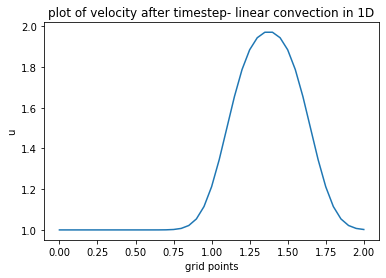 plot of velocity after timestep- linear convection in 1D
2.0
1.8
1.6
1.4
1.2
1.0
u
0.00 0.25 0.50 0.75 1.00 1.25 1.50 1.75 2.00
grid points